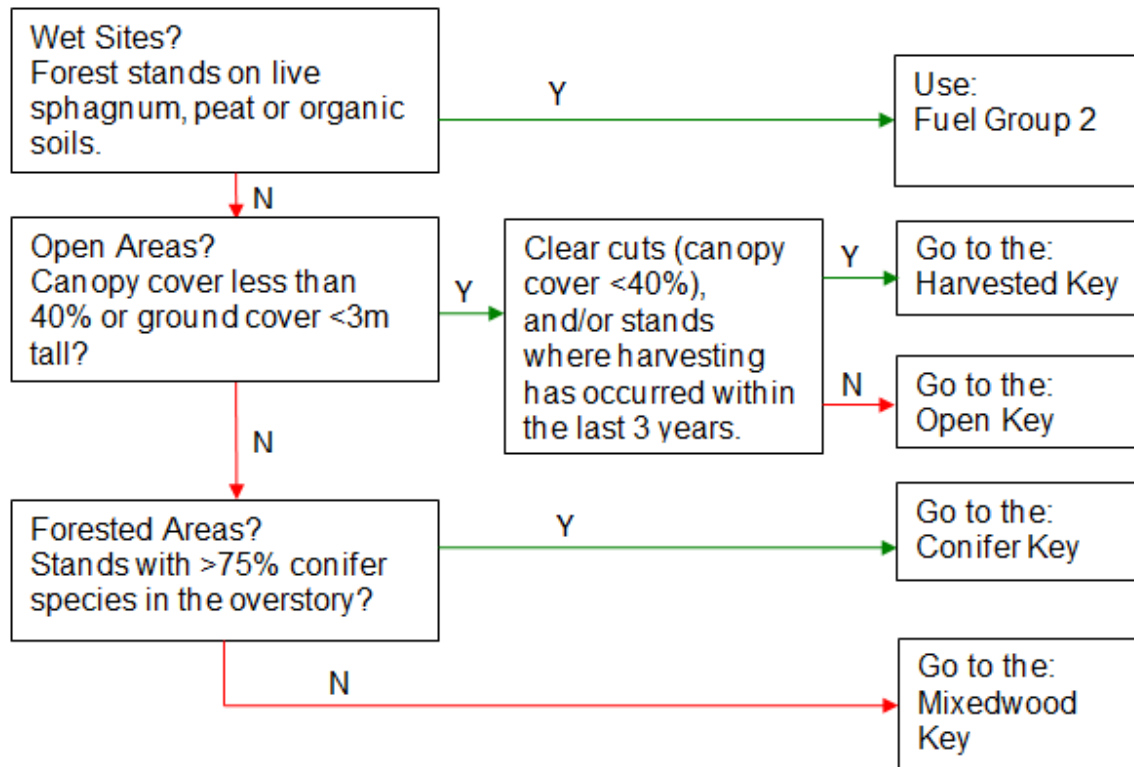 Wet Sites?
Forest stands on live
sphagnum, peat or organic
soils.
Y
Use:
Fuel Group 2
N
Open Areas?
Canopy cover less than
40% or ground cover <3m
tall?
Y
Clear cuts (canopy
cover <40%),
and/or stands
where harvesting
has occurred within
the last 3 years.
Y
Go to the:
Harvested Key
N
Go to the:
Open Key
N
Forested Areas?
Stands with >75% conifer
species in the overstory?
Y
Go to the:
Conifer Key
N
Go to the:
Mixedwood
Key